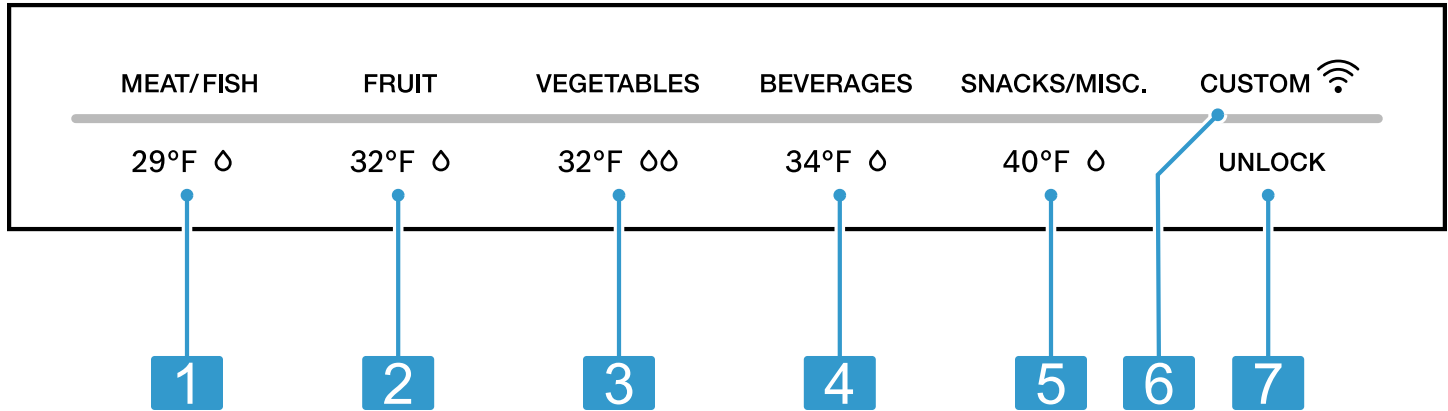 MEAT/FISH FRUIT VEGETABLES BEVERAGES SNACKS/MISC. CUSTOM
29°F 32°F 32°F 34°F 40°F UNLOCK
1 2 3 4 5 6 7